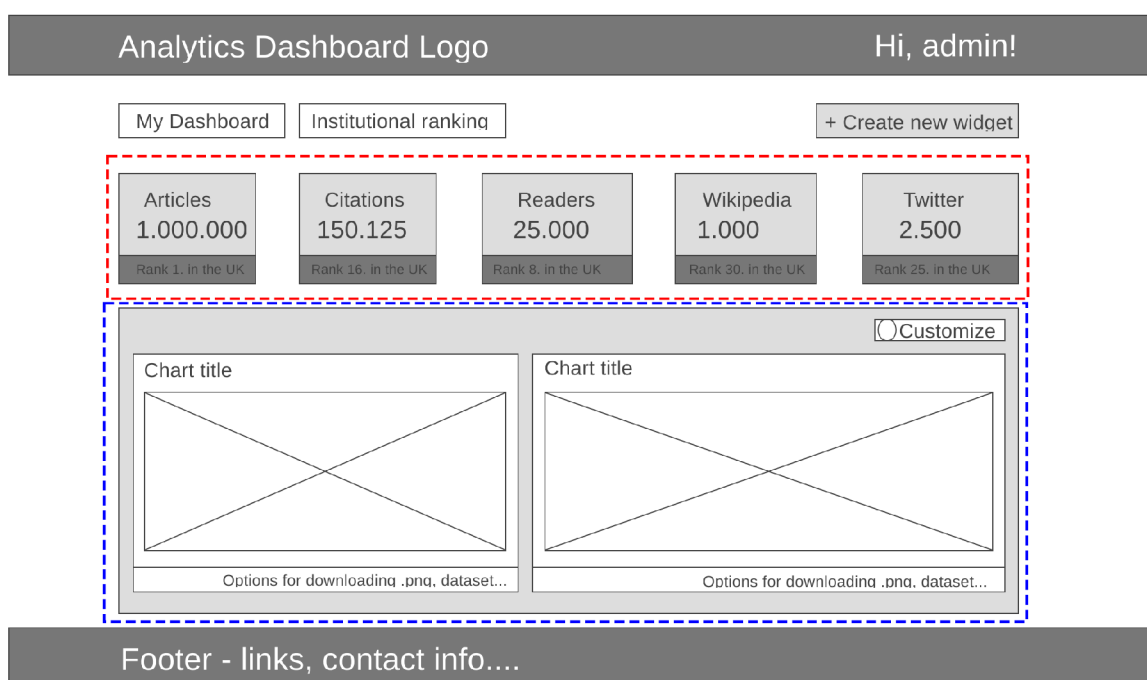 Analytics Dashboard Logo
Hi, admin!
My Dashboard
Institutional ranking
+ Create new widget
Articles
1.000.000
Rank 1. in the UK
Citations
150.125
Rank 16. in the UK
Readers
25.000
Rank 8. in the UK
Wikipedia
1.000
Rank 30. in the UK
Twitter
2.500
Rank 25. in the UK
Customize
Chart title
Options for downloading .png, dataset...
Chart title
Options for downloading .png, dataset...
Footer - links, contact info....